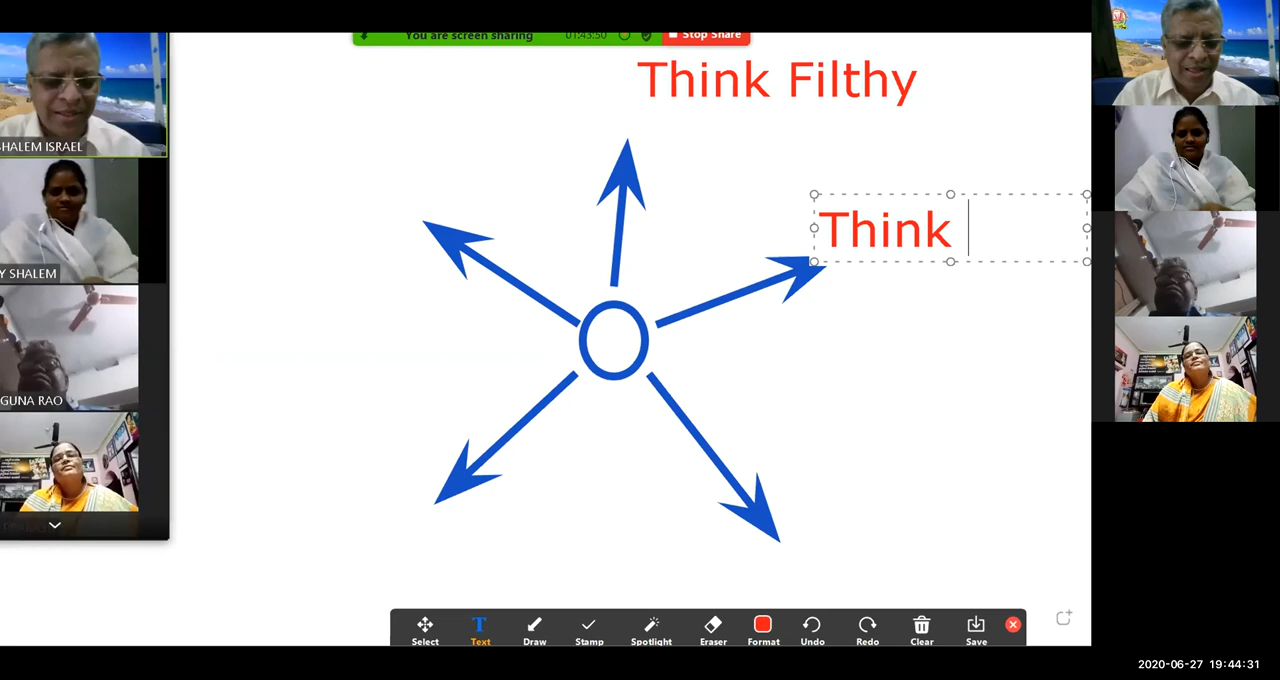 You are screen sharing 01:43:50 Stop Share
Think Filthy
SHALEM ISRAEL
Think
Y SHALEM
GUNA RAO
Select Text Draw Stamp Spotlight Eraser Format Undo Redo Clear Save
2020-06-27 19:44:31